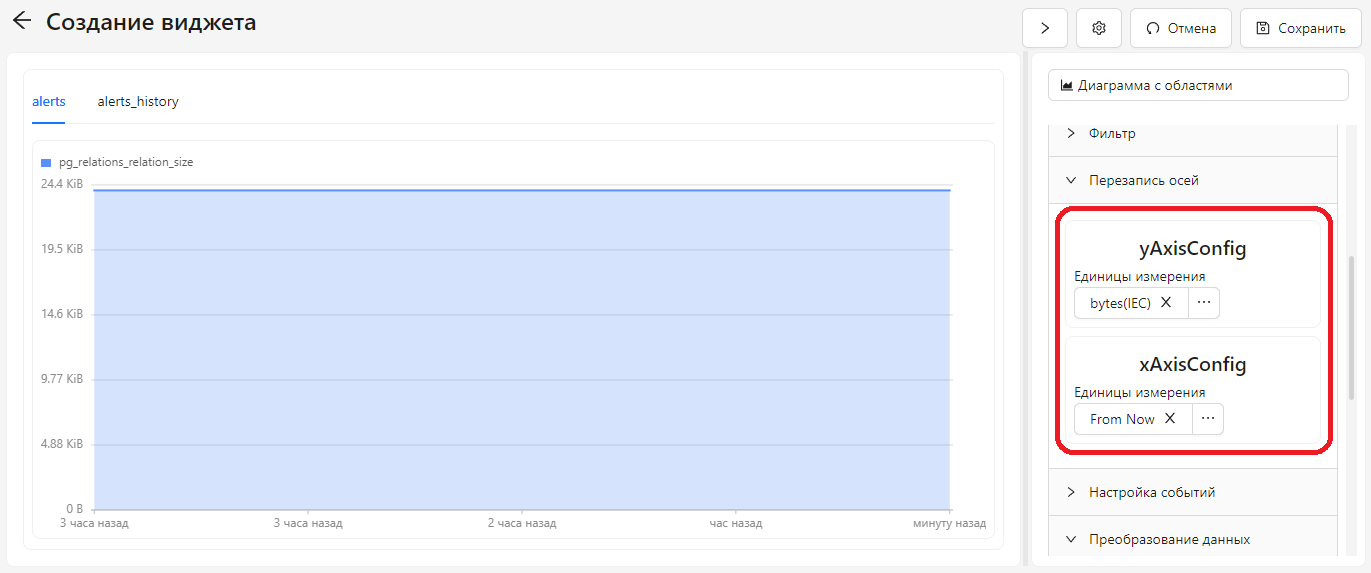 Создание виджета
Отмена
Сохранить
alerts
alerts_history
pg_relations_relation_size
24.4 KiB
19.5 KiB
14.6 KiB
9.77 KiB
4.88 KiB
0 B
3 часа назад
3 часа назад
2 часа назад
час назад
минуту назад
Диаграмма с областями
Фильтр
Перезапись осей
yAxisConfig
Единицы измерения
bytes(IEC)
xAxisConfig
Единицы измерения
From Now
Настройка событий
Преобразование данных